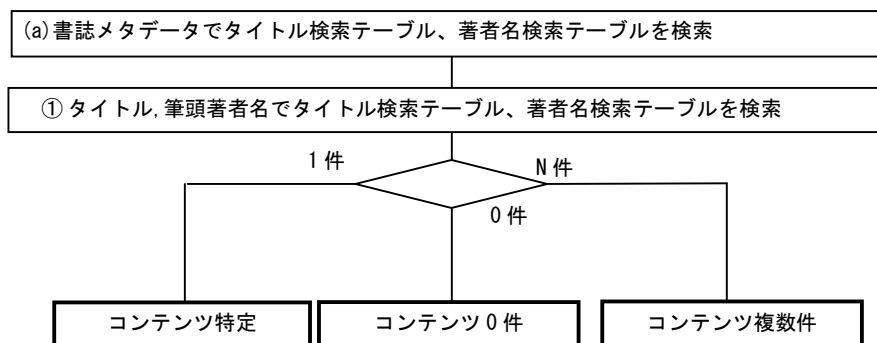 (a)書誌メタデータでタイトル検索テーブル、著者名検索テーブルを検索
① タイトル,筆頭著者名でタイトル検索テーブル、著者名検索テーブルを検索
1件
N件
0件
コンテンツ特定
コンテンツ0件
コンテンツ複数件